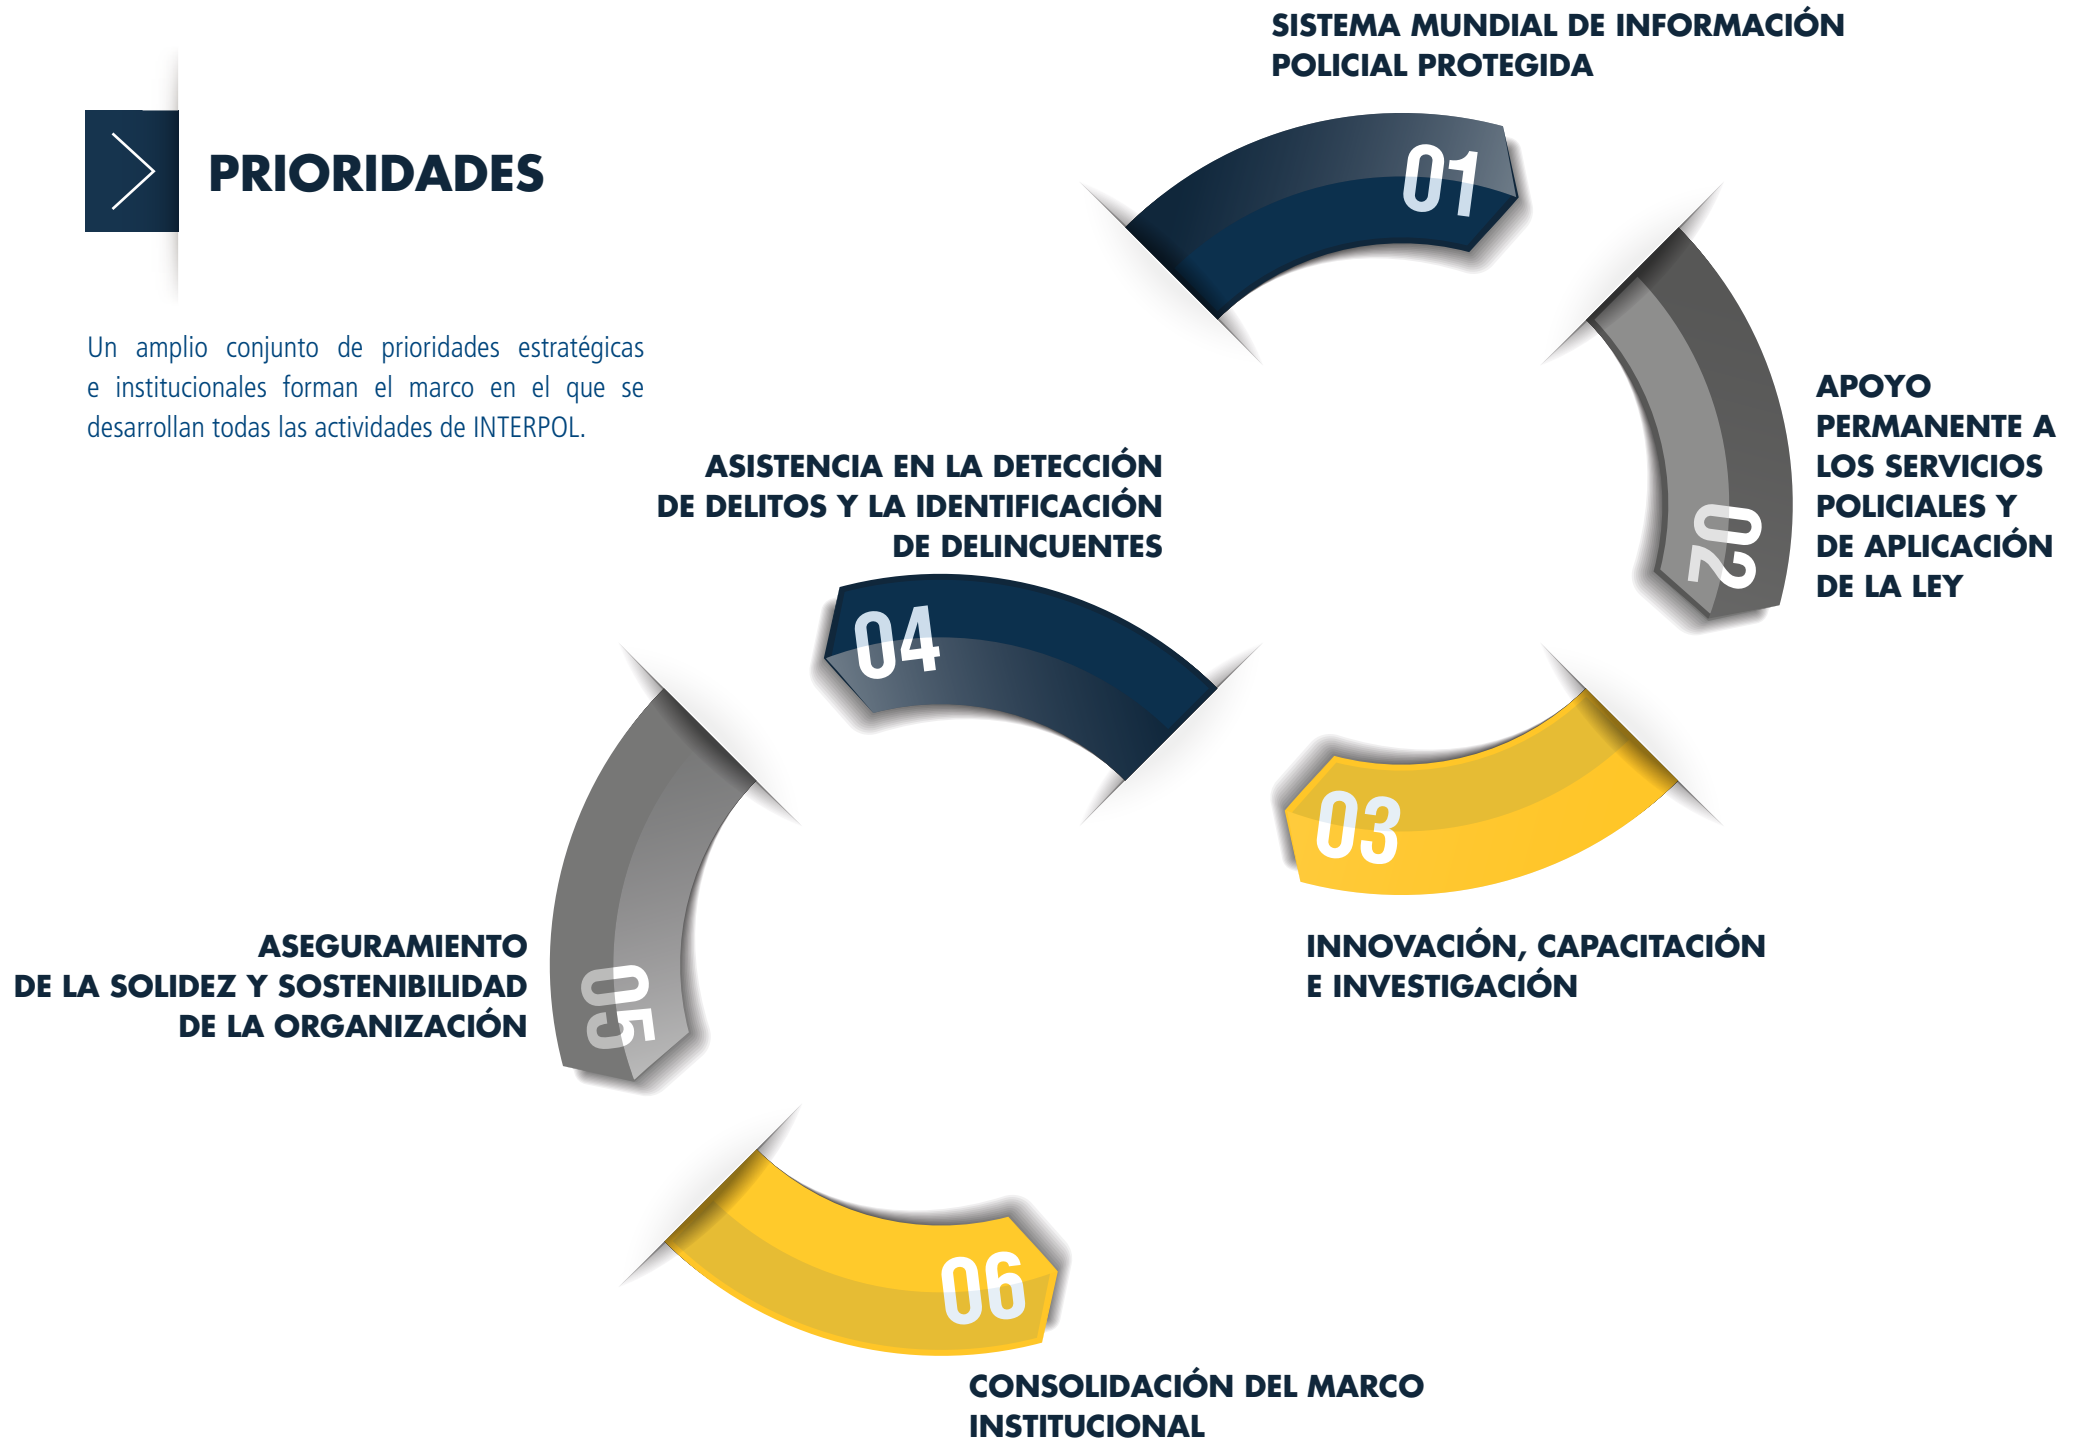 PRIORIDADES
Un amplio conjunto de prioridades estratégicas
e institucionales forman el marco en el que se
desarrollan todas las actividades de INTERPOL.
SISTEMA MUNDIAL DE INFORMACIÓN
POLICIAL PROTEGIDA
01
02
APOYO
PERMANENTE A
LOS SERVICIOS
POLICIALES Y
DE APLICACIÓN
DE LA LEY
03
INNOVACIÓN, CAPACITACIÓN
E INVESTIGACIÓN
ASISTENCIA EN LA DETECCIÓN
DE DELITOS Y LA IDENTIFICACIÓN
DE DELINCUENTES
04
ASEGURAMIENTO
DE LA SOLIDEZ Y SOSTENIBILIDAD
DE LA ORGANIZACIÓN
05
06
CONSOLIDACIÓN DEL MARCO
INSTITUCIONAL